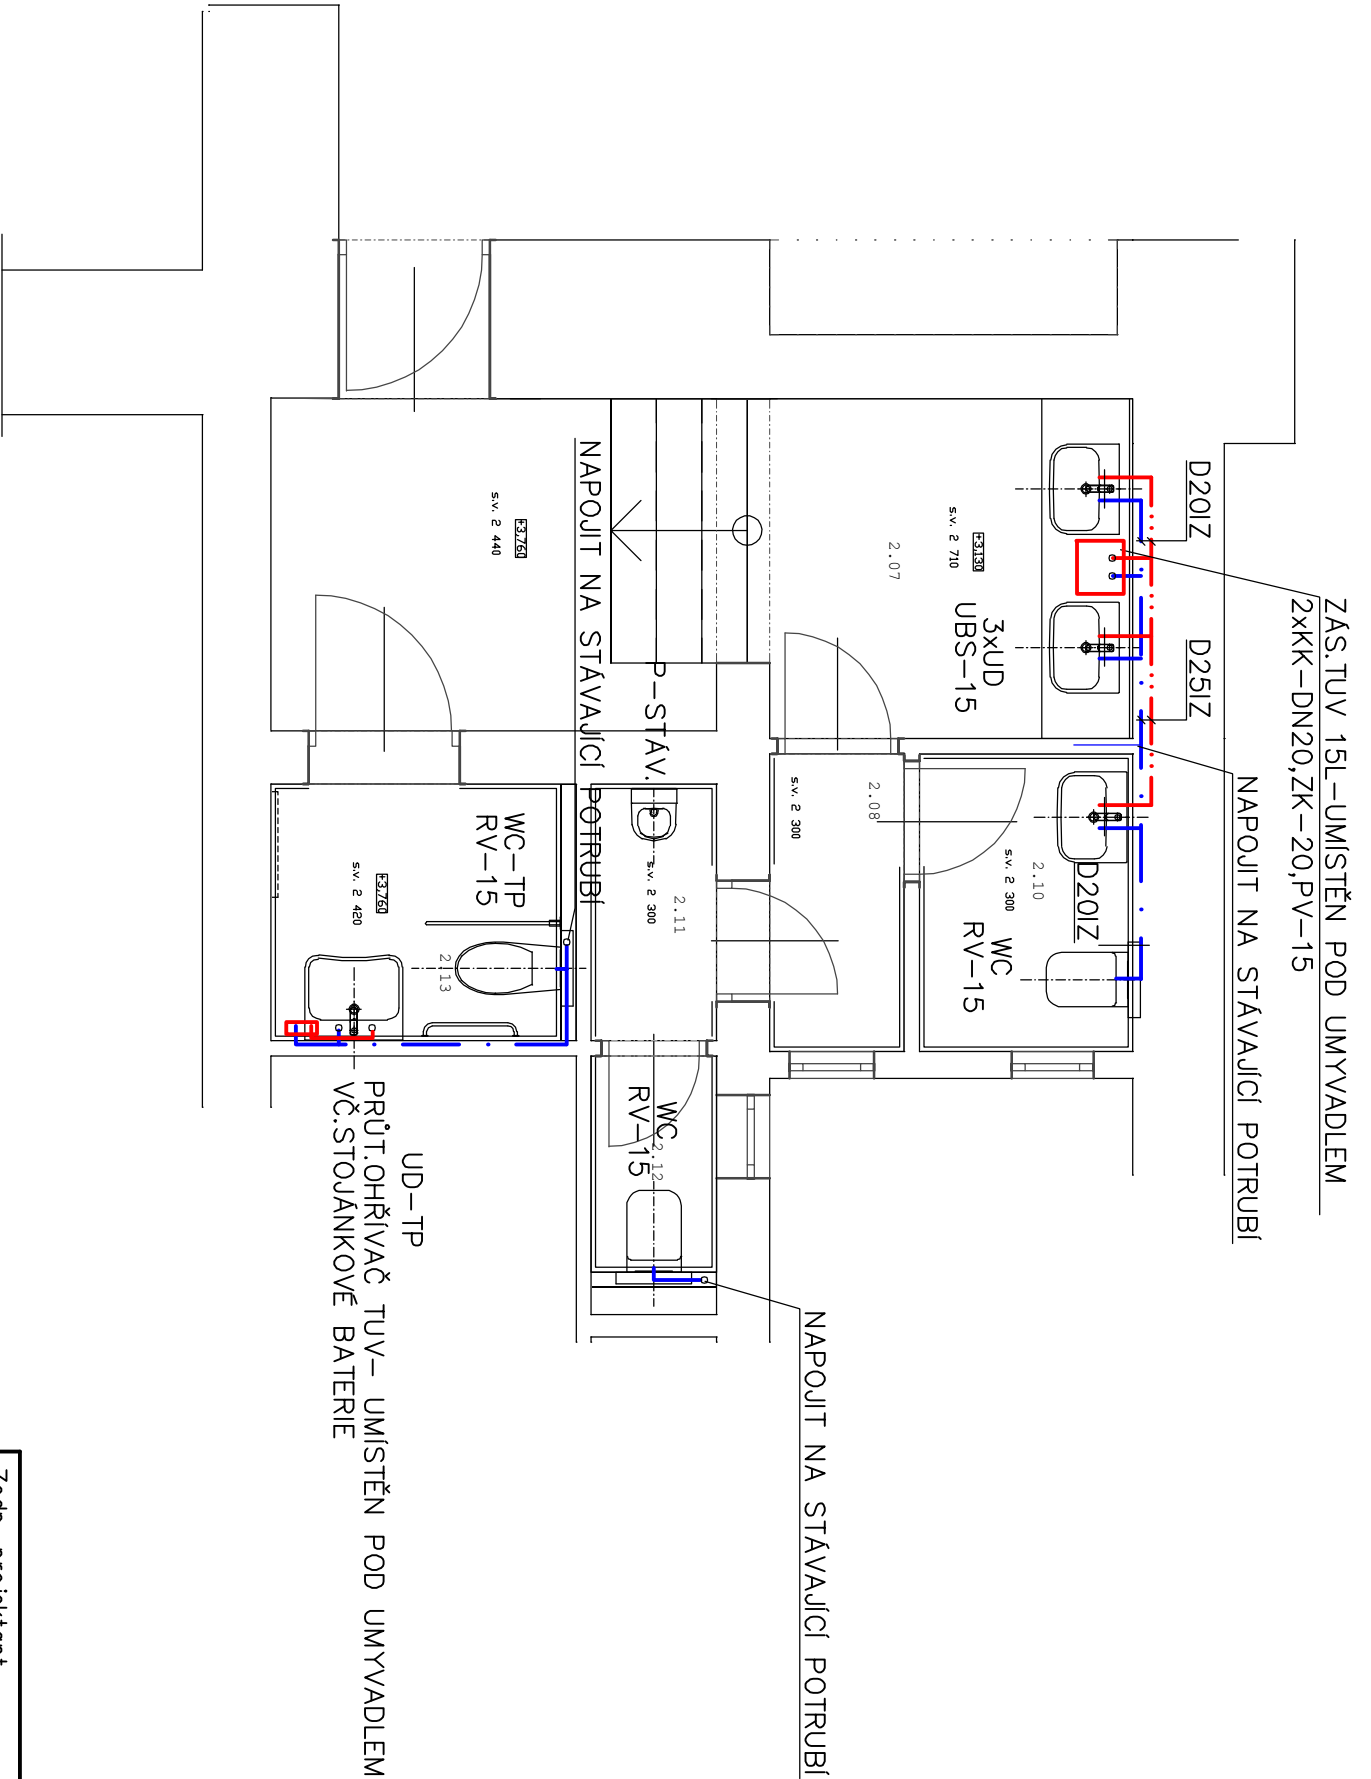 ZÁS.TUV 15L-UMÍSTĚN POD UMYVADLEM
2xKK-DN20,ZK-20,PV-15
NAPOJIT NA STÁVAJÍCÍ POTRUBÍ
D20IZ
D25IZ
D20IZ
3xUD
UBS-15
+3,130
s.v. 2 710
2.07
2.08
s.v. 2 300
2.10
s.v. 2 300
WC
RV-15
NAPOJIT NA STÁVAJÍCÍ POTRUBÍ
P-STÁV.
2.11
s.v. 2 300
WC
RV-15
2.12
NAPOJIT NA STÁVAJÍCÍ POTRUBÍ
+3,760
s.v. 2 440
WC-TP
RV-15
2.13
+3,760
s.v. 2 420
UD-TP
PRŮT.OHŘÍVAČ TUV- UMÍSTĚN POD UMYVADLEM
VČ.STOJÁNKOVÉ BATERIE